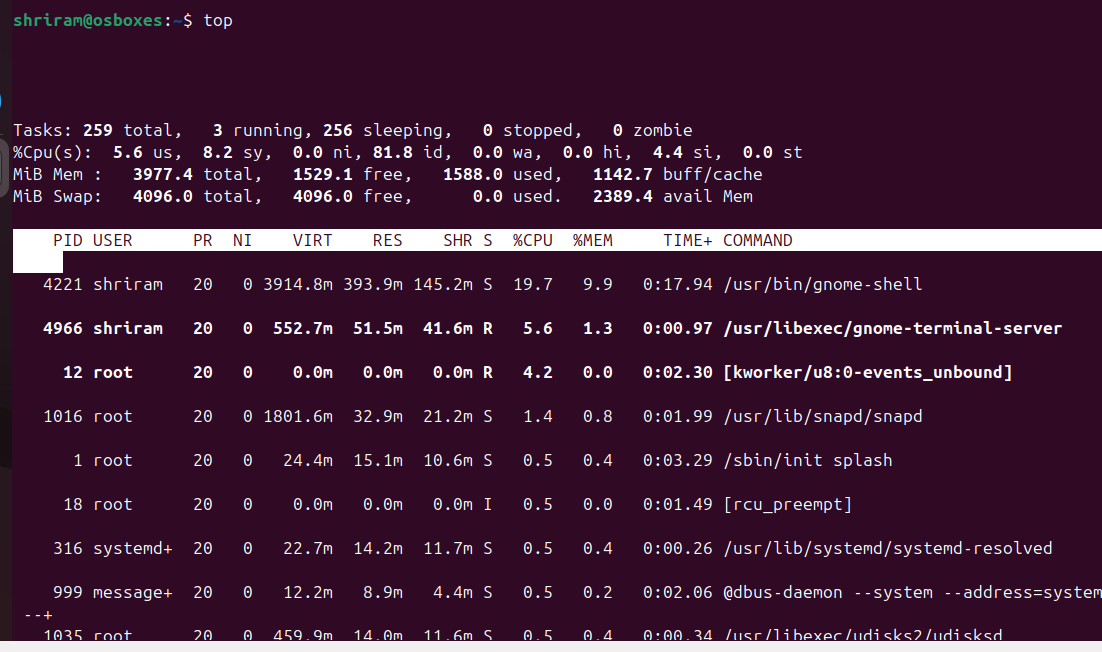 shriram@osboxes:~$ top
Tasks: 259 total,   3 running, 256 sleeping,   0 stopped,   0 zombie
%Cpu(s):  5.6 us,  8.2 sy,  0.0 ni, 81.8 id,  0.0 wa,  0.0 hi,  4.4 si,  0.0 st
MiB Mem :   3977.4 total,   1529.1 free,   1588.0 used,   1142.7 buff/cache
MiB Swap:   4096.0 total,   4096.0 free,      0.0 used.   2389.4 avail Mem
    PID USER      PR  NI    VIRT    RES    SHR S  %CPU  %MEM     TIME+ COMMAND
   4221 shriram   20   0 3914.8m 393.9m 145.2m S  19.7   9.9   0:17.94 /usr/bin/gnome-shell
   4966 shriram   20   0  552.7m  51.5m  41.6m R   5.6   1.3   0:00.97 /usr/libexec/gnome-terminal-server
     12 root      20   0    0.0m   0.0m   0.0m R   4.2   0.0   0:02.30 [kworker/u8:0-events_unbound]
   1016 root      20   0 1801.6m  32.9m  21.2m S   1.4   0.8   0:01.99 /usr/lib/snapd/snapd
      1 root      20   0   24.4m  15.1m  10.6m S   0.5   0.4   0:03.29 /sbin/init splash
     18 root      20   0    0.0m   0.0m   0.0m I   0.5   0.0   0:01.49 [rcu_preempt]
    316 systemd+  20   0   22.7m  14.2m  11.7m S   0.5   0.4   0:00.26 /usr/lib/systemd/systemd-resolved
    999 message+  20   0   12.2m   8.9m   4.4m S   0.5   0.2   0:02.06 @dbus-daemon --system --address=system
 --+
   1035 root      20   0  459.9m  14.0m  11.6m S   0.5   0.4   0:00.34 /usr/libexec/udisks2/udisksd